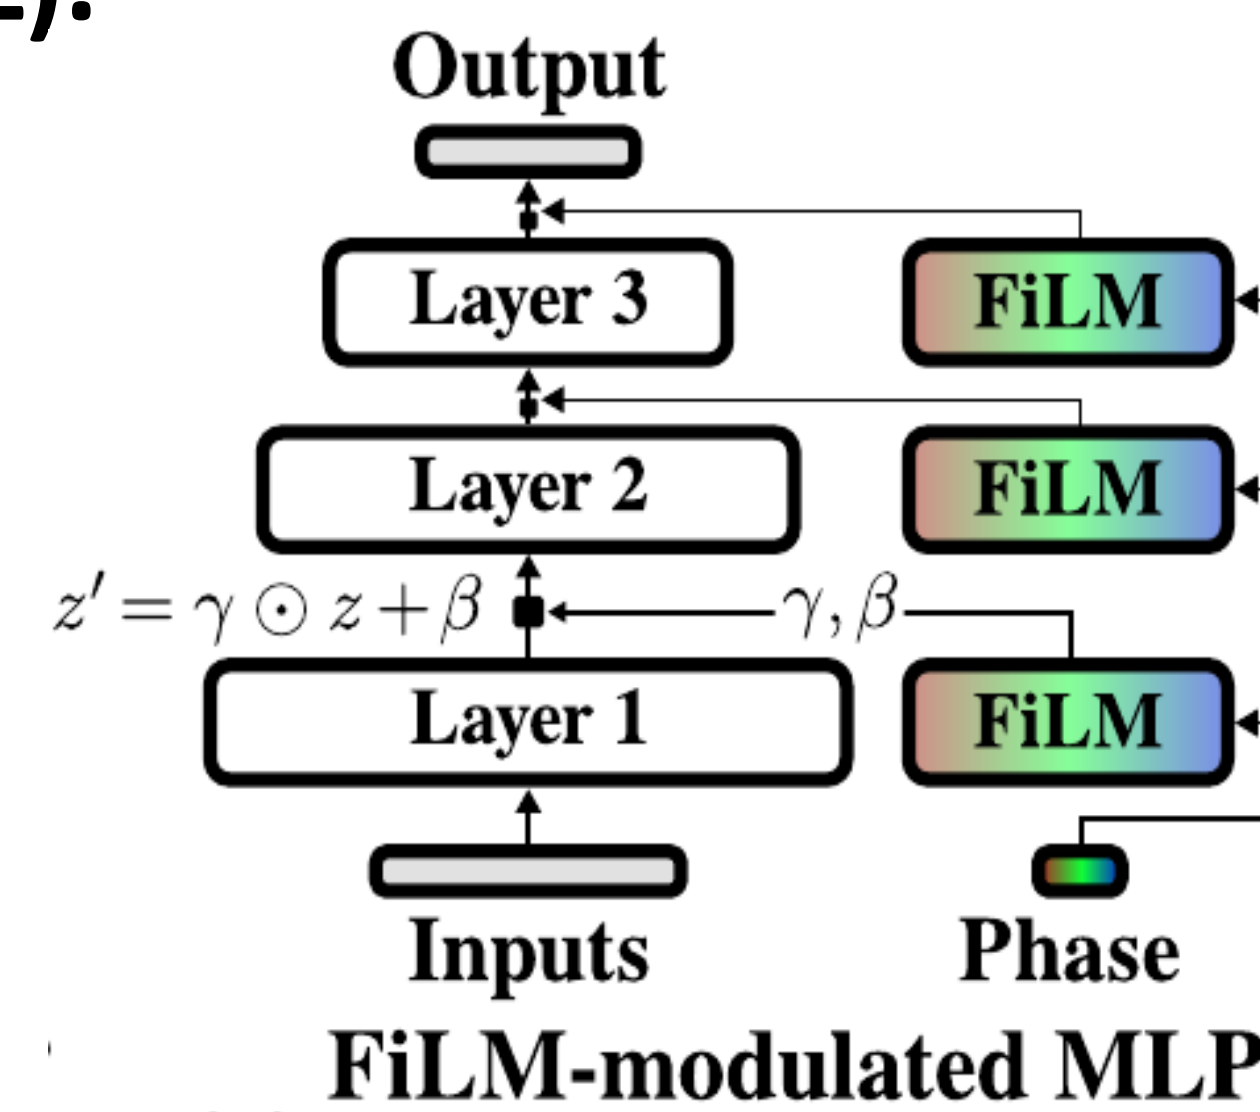 ).
Output
Layer 3 FiLM
Layer 2 FiLM
z′ = γ ⊙ z + β γ, β
Layer 1 FiLM
Inputs Phase
FiLM-modulated MLP